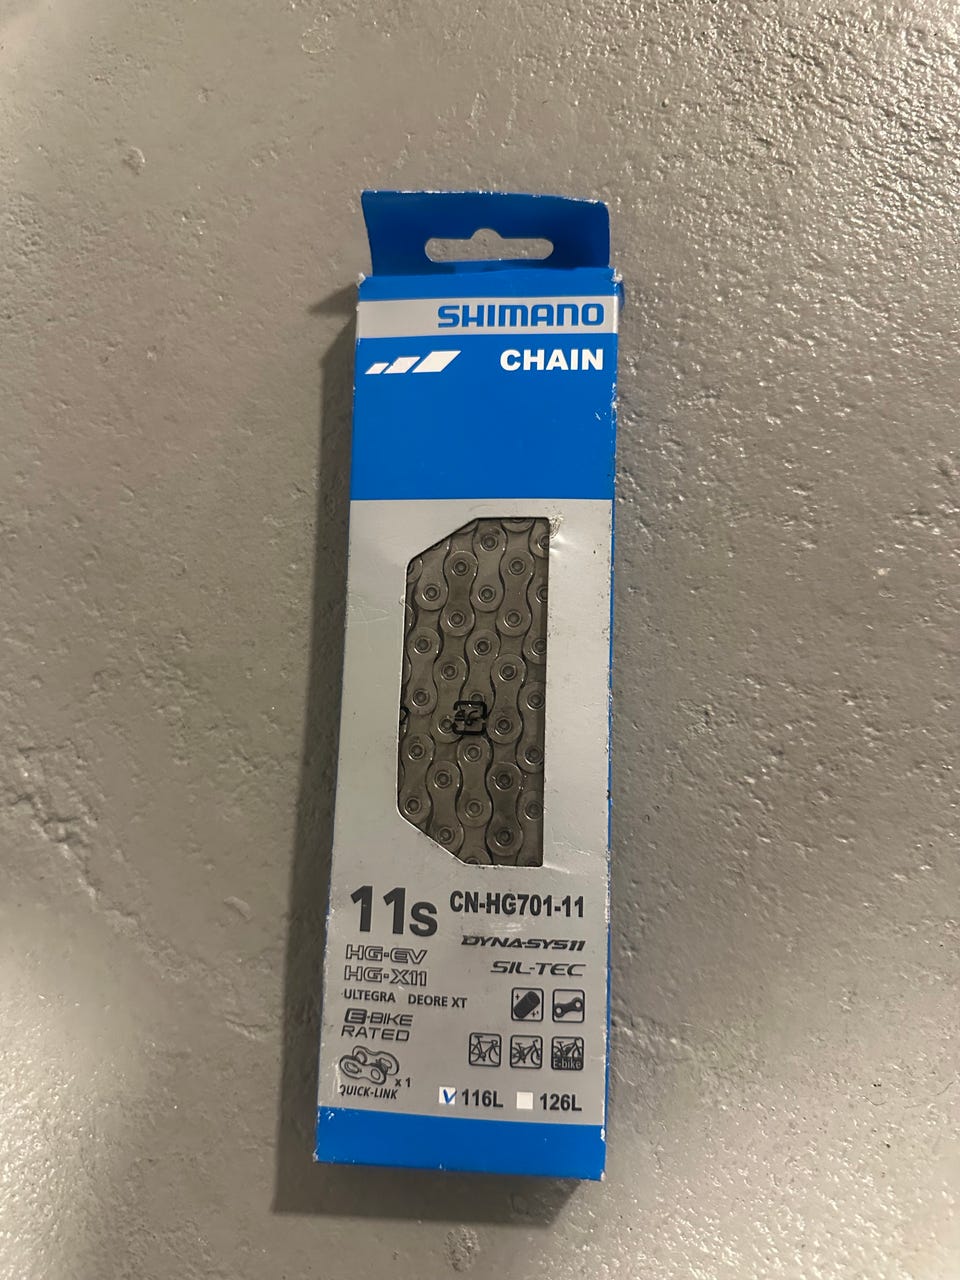 SHIMANO
CHAIN
11s CN-HG701-11
HG-EV DYNA-SYS11
HG-X11 SIL-TEC
ULTEGRA DEORE XT
E-BIKE
RATED
E-bike
x 1
QUICK-LINK
116L 126L